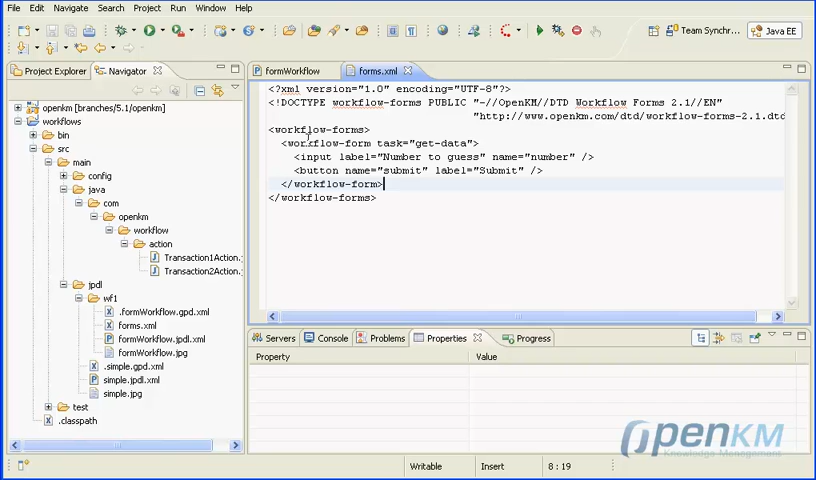 File Edit Navigate Search Project Run Window Help
Team Synchr... Java EE
Project Explorer Navigator
openkm [branches/5.1/openkm]
workflows
bin
src
main
config
java
com
openkm
workflow
action
Transaction1Action.j
Transaction2Action.j
jpdl
wf1
.formWorkflow.gpd.xml
forms.xml
formWorkflow.jpdl.xml
formWorkflow.jpg
.simple.gpd.xml
simple.jpdl.xml
simple.jpg
test
.classpath
formWorkflow forms.xml
<?xml version="1.0" encoding="UTF-8"?>
<!DOCTYPE workflow-forms PUBLIC "-//OpenKM//DTD Workflow Forms 2.1//EN"
"http://www.openkm.com/dtd/workflow-forms-2.1.dtd
<workflow-forms>
<workflow-form task="get-data">
<input label="Number to guess" name="number" />
<button name="submit" label="Submit" />
</workflow-form>
</workflow-forms>
Servers Console Problems Properties Progress
Property Value
OpenKM
Knowledge Management
Writable Insert 8 : 19